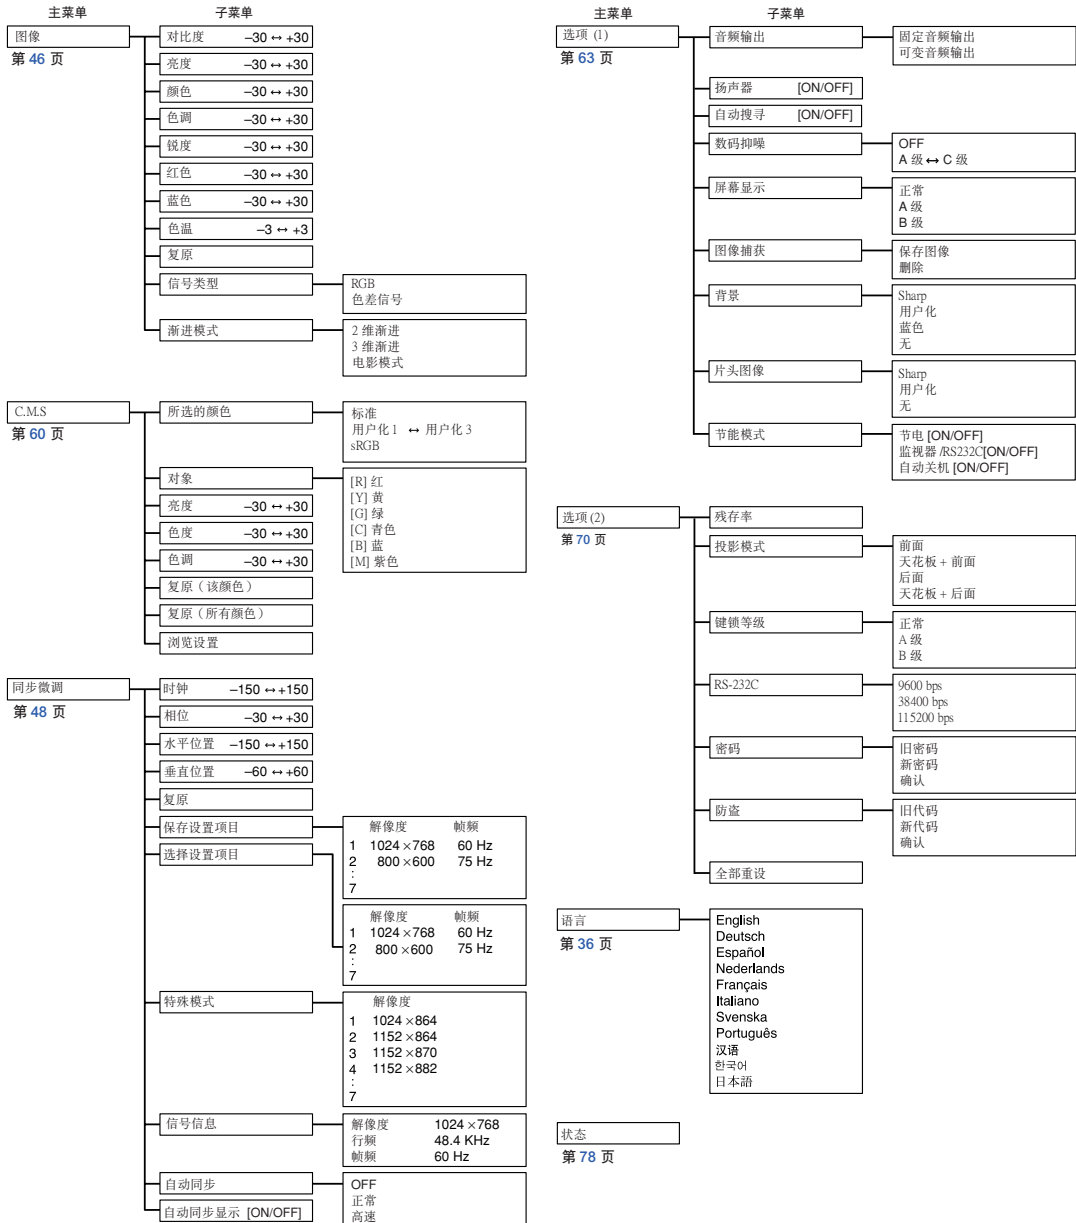 主菜单 子菜单
图像
第 46 页
对比度 –30 ↔ +30
亮度 –30 ↔ +30
颜色 –30 ↔ +30
色调 –30 ↔ +30
锐度 –30 ↔ +30
红色 –30 ↔ +30
蓝色 –30 ↔ +30
色温 –3 ↔ +3
复原
信号类型
RGB
色差信号
渐进模式
2 维渐进
3 维渐进
电影模式
C.M.S
第 60 页
所选的颜色
标准
用户化 1 ↔ 用户化 3
sRGB
对象
[R] 红
[Y] 黄
[G] 绿
[C] 青色
[B] 蓝
[M] 紫色
亮度 –30 ↔ +30
色度 –30 ↔ +30
色调 –30 ↔ +30
复原（该颜色）
复原（所有颜色）
浏览设置
同步微调
第 48 页
时钟 –150 ↔ +150
相位 –30 ↔ +30
水平位置 –150 ↔ +150
垂直位置 –60 ↔ +60
复原
保存设置项目
解像度 帧频
1 1024 ×768 60 Hz
2 800 ×600 75 Hz
:
7
选择设置项目
解像度 帧频
1 1024 ×768 60 Hz
2 800 ×600 75 Hz
:
7
特殊模式
解像度
1 1024 ×864
2 1152 ×864
3 1152 ×870
4 1152 ×882
:
7
信号信息
解像度 1024 ×768
行频 48.4 KHz
帧频 60 Hz
自动同步
OFF
正常
高速
自动同步显示 [ON/OFF]
主菜单 子菜单
选项 (1)
第 63 页
音频输出
固定音频输出
可变音频输出
扬声器 [ON/OFF]
自动搜寻 [ON/OFF]
数码抑噪
OFF
A 级 ↔ C 级
屏幕显示
正常
A 级
B 级
图像捕获
保存图像
删除
背景
Sharp
用户化
蓝色
无
片头图像
Sharp
用户化
无
节能模式
节电 [ON/OFF]
监视器 /RS232C[ON/OFF]
自动关机 [ON/OFF]
选项 (2)
第 70 页
残存率
投影模式
前面
天花板 + 前面
后面
天花板 + 后面
键锁等级
正常
A 级
B 级
RS-232C
9600 bps
38400 bps
115200 bps
密码
旧密码
新密码
确认
防盗
旧代码
新代码
确认
全部重设
语言
第 36 页
English
Deutsch
Español
Nederlands
Français
Italiano
Svenska
Português
汉语
한국어
日本語
状态
第 78 页